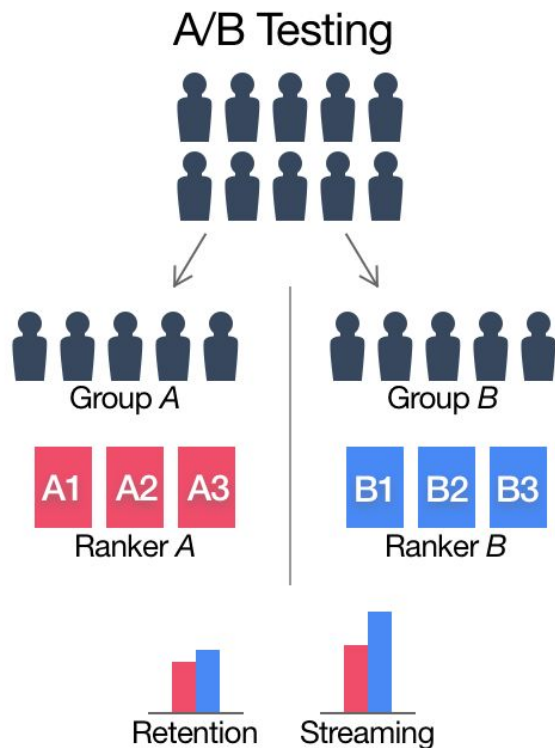 A/B Testing
Group A
Group B
A1 A2 A3
B1 B2 B3
Ranker A
Ranker B
Retention
Streaming